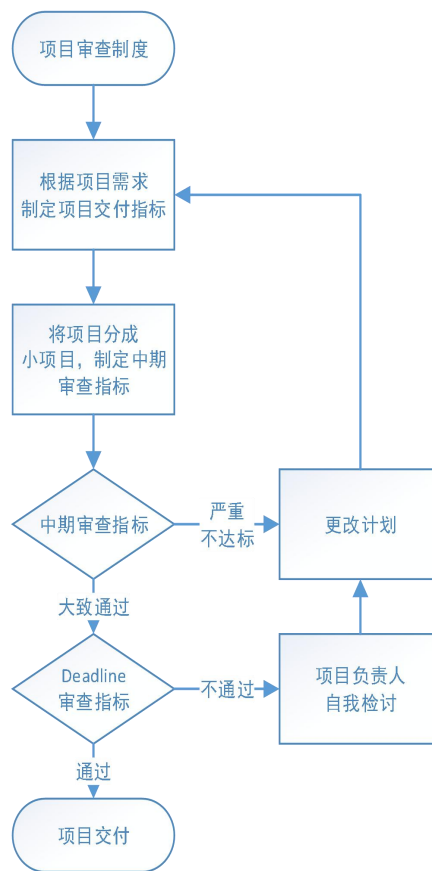 项目审查制度
根据项目需求
制定项目交付指标
将项目分成
小项目，制定中期
审查指标
中期审查指标
严重
不达标
更改计划
大致通过
Deadline
审查指标
不通过
项目负责人
自我检讨
通过
项目交付